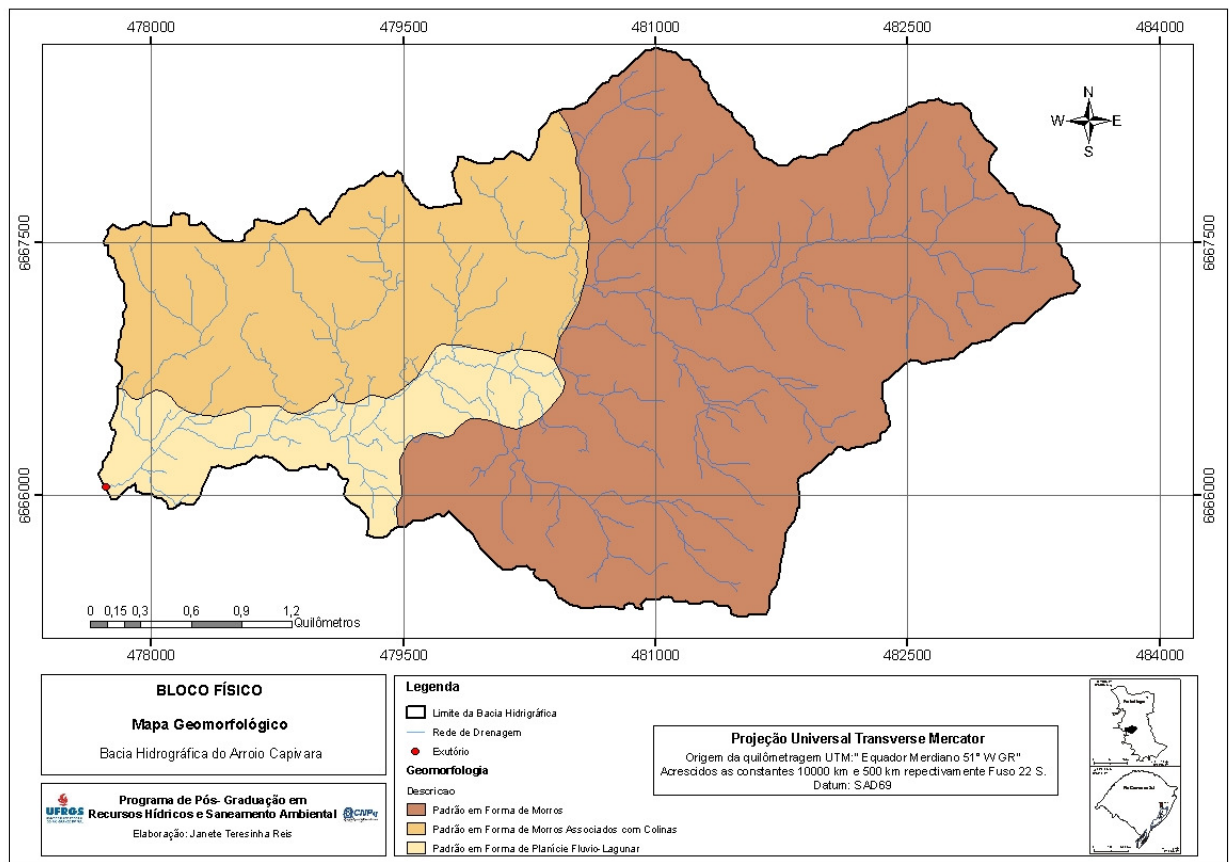 478000 479500 481000 482500 484000
N
W E
S
6667500 6667500
6666000 6666000
0 0,15 0,3 0,6 0,9 1,2
Quilômetros
478000 479500 481000 482500 484000
BLOCO FÍSICO
Mapa Geomorfológico
Bacia Hidrográfica do Arroio Capivara
UFRGS
Programa de Pós- Graduação em
Recursos Hídricos e Saneamento Ambiental
CNPq
Elaboração: Janete Teresinha Reis
Legenda
Limite da Bacia Hidrigráfica
Rede de Drenagem
Exutório
Geomorfologia
Descricao
Padrão em Forma de Morros
Padrão em Forma de Morros Associados com Colinas
Padrão em Forma de Planície Fluvio-Lagunar
Projeção Universal Transverse Mercator
Origem da quilômetragem UTM:" Equador Merdiano 51° W GR"
Acrescidos as constantes 10000 km e 500 km repectivamente Fuso 22 S.
Datum: SAD69